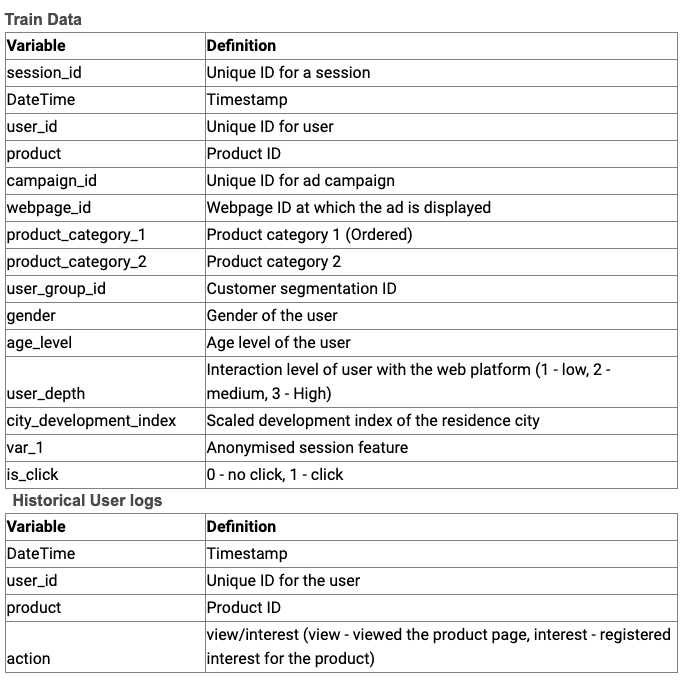 Train Data
Variable Definition
session_id Unique ID for a session
DateTime Timestamp
user_id Unique ID for user
product Product ID
campaign_id Unique ID for ad campaign
webpage_id Webpage ID at which the ad is displayed
product_category_1 Product category 1 (Ordered)
product_category_2 Product category 2
user_group_id Customer segmentation ID
gender Gender of the user
age_level Age level of the user
Interaction level of user with the web platform (1 - low, 2 -
user_depth medium, 3 - High)
city_development_index Scaled development index of the residence city
var_1 Anonymised session feature
is_click 0 - no click, 1 - click
Historical User logs
Variable Definition
DateTime Timestamp
user_id Unique ID for the user
product Product ID
view/interest (view - viewed the product page, interest - registered
action interest for the product)